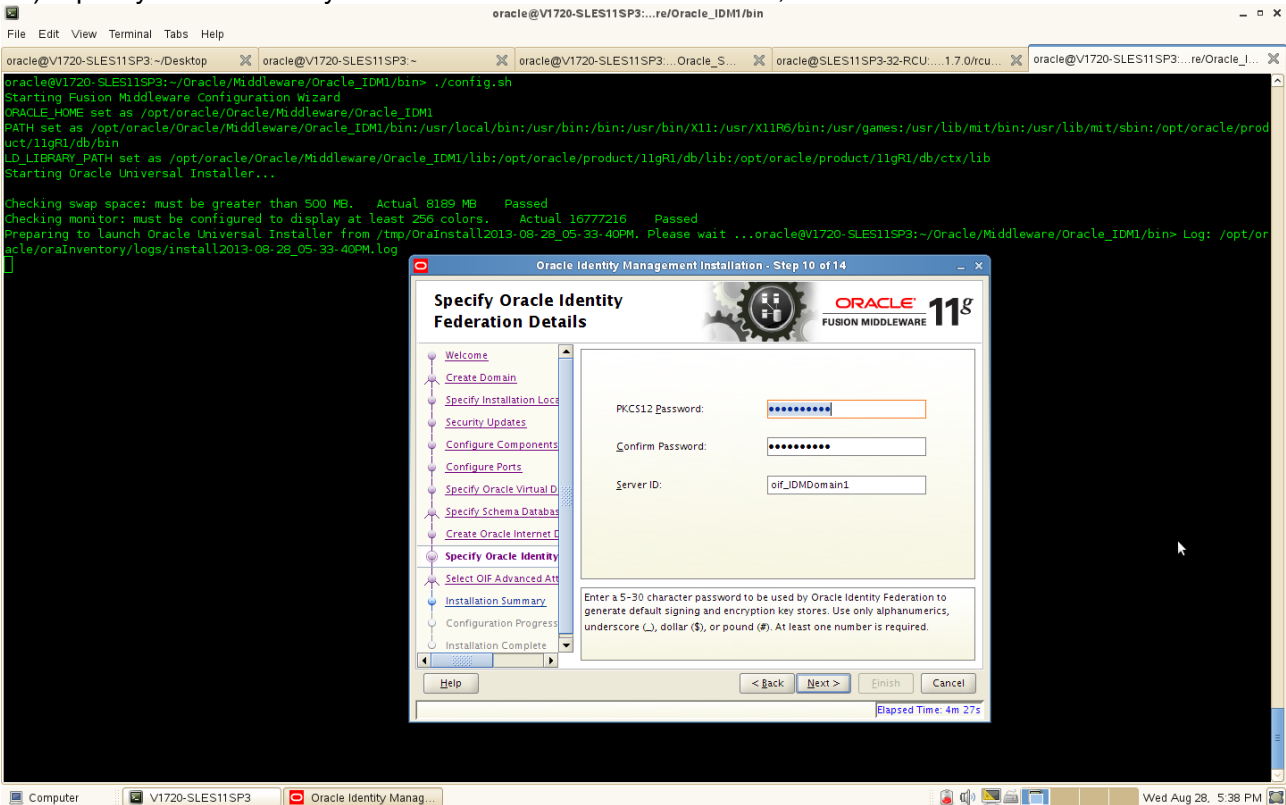 oracle@V1720-SLES11SP3:...re/Oracle_IDM1/bin
File Edit View Terminal Tabs Help
oracle@V1720-SLES11SP3:~/Desktop oracle@V1720-SLES11SP3:~ oracle@V1720-SLES11SP3:...Oracle_S... oracle@SLES11SP3-32-RCU:....1.7.0/rcu... oracle@V1720-SLES11SP3:...re/Oracle_I...
oracle@V1720-SLES11SP3:~/Oracle/Middleware/Oracle_IDM1/bin> ./config.sh
Starting Fusion Middleware Configuration Wizard
ORACLE_HOME set as /opt/oracle/Oracle/Middleware/Oracle_IDM1
PATH set as /opt/oracle/Oracle/Middleware/Oracle_IDM1/bin:/usr/local/bin:/usr/bin:/bin:/usr/bin/X11:/usr/X11R6/bin:/usr/games:/usr/lib/mit/bin:/usr/lib/mit/sbin:/opt/oracle/prod
uct/11gR1/db/bin
LD_LIBRARY_PATH set as /opt/oracle/Oracle/Middleware/Oracle_IDM1/lib:/opt/oracle/product/11gR1/db/lib:/opt/oracle/product/11gR1/db/ctx/lib
Starting Oracle Universal Installer...
Checking swap space: must be greater than 500 MB. Actual 8189 MB Passed
Checking monitor: must be configured to display at least 256 colors. Actual 16777216 Passed
Preparing to launch Oracle Universal Installer from /tmp/OraInstall2013-08-28_05-33-40PM. Please wait ...oracle@V1720-SLES11SP3:~/Oracle/Middleware/Oracle_IDM1/bin> Log: /opt/or
acle/oraInventory/logs/install2013-08-28_05-33-40PM.log
Oracle Identity Management Installation - Step 10 of 14
Specify Oracle Identity
Federation Details
ORACLE
FUSION MIDDLEWARE 11g
Welcome
Create Domain
Specify Installation Loca
Security Updates
Configure Components
Configure Ports
Specify Oracle Virtual D
Specify Schema Databas
Create Oracle Internet D
Specify Oracle Identity
Select OIF Advanced Att
Installation Summary
Configuration Progress
Installation Complete
PKCS12 Password: ●●●●●●●●●●
Confirm Password: ●●●●●●●●●●
Server ID: oif_IDMDomain1
Enter a 5-30 character password to be used by Oracle Identity Federation to
generate default signing and encryption key stores. Use only alphanumerics,
underscore (_), dollar ($), or pound (#). At least one number is required.
Help < Back Next > Finish Cancel
Elapsed Time: 4m 27s
Computer V1720-SLES11SP3 Oracle Identity Manag... Wed Aug 28, 5:38 PM